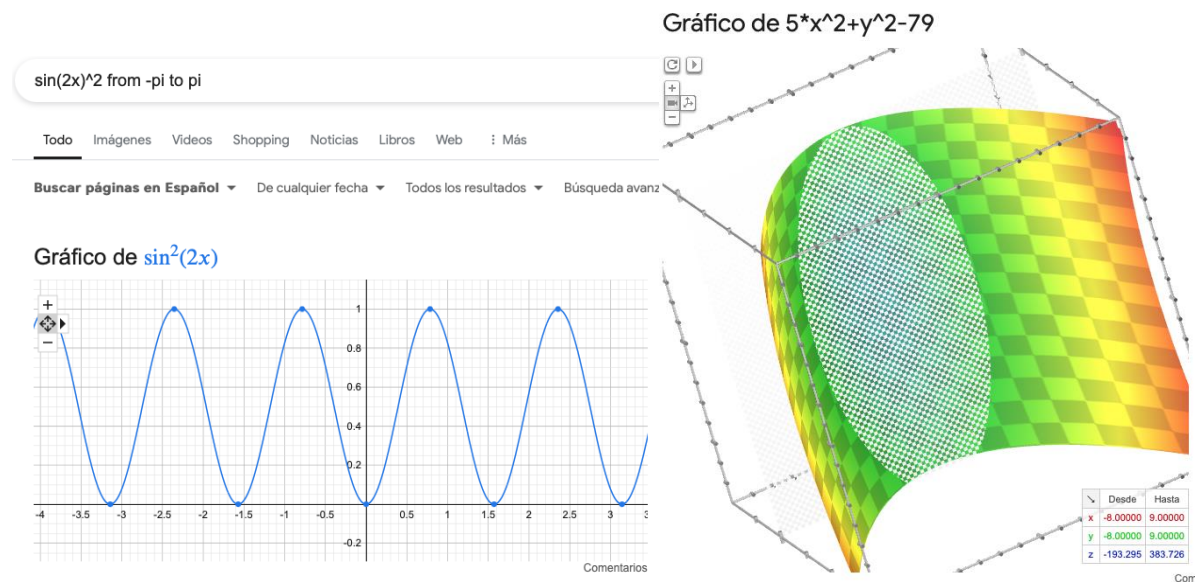 sin(2x)^2 from -pi to pi
Todo Imágenes Videos Shopping Noticias Libros Web ⋮ Más
Buscar páginas en Español ▼ De cualquier fecha ▼ Todos los resultados ▼ Búsqueda avanz
Gráfico de sin²(2x)
+
−
1
0.8
0.6
0.4
0.2
-4 -3.5 -3 -2.5 -2 -1.5 -1 -0.5 0 0.5 1 1.5 2 2.5 3 3
-0.2
Comentarios
Gráfico de 5*x^2+y^2-79
+
−
Desde Hasta
x -8.00000 9.00000
y -8.00000 9.00000
z -193.295 383.726
Com